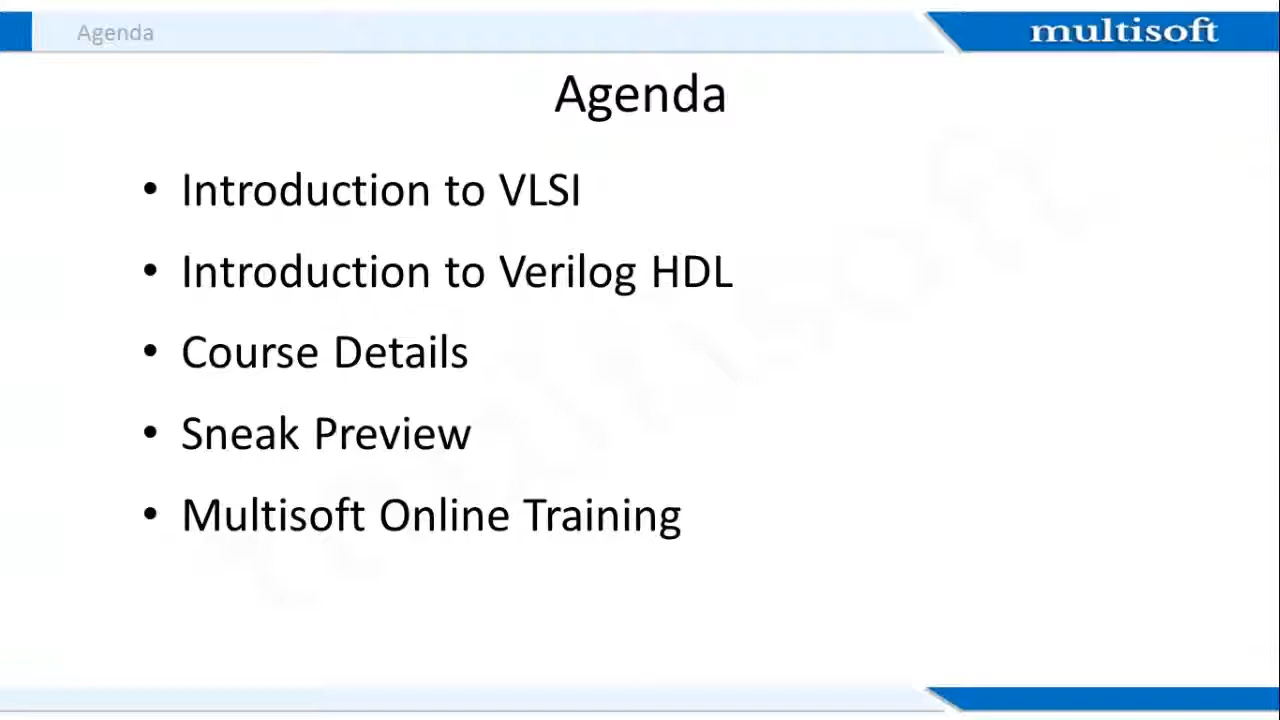 Agenda
multisoft
Agenda
• Introduction to VLSI
• Introduction to Verilog HDL
• Course Details
• Sneak Preview
• Multisoft Online Training